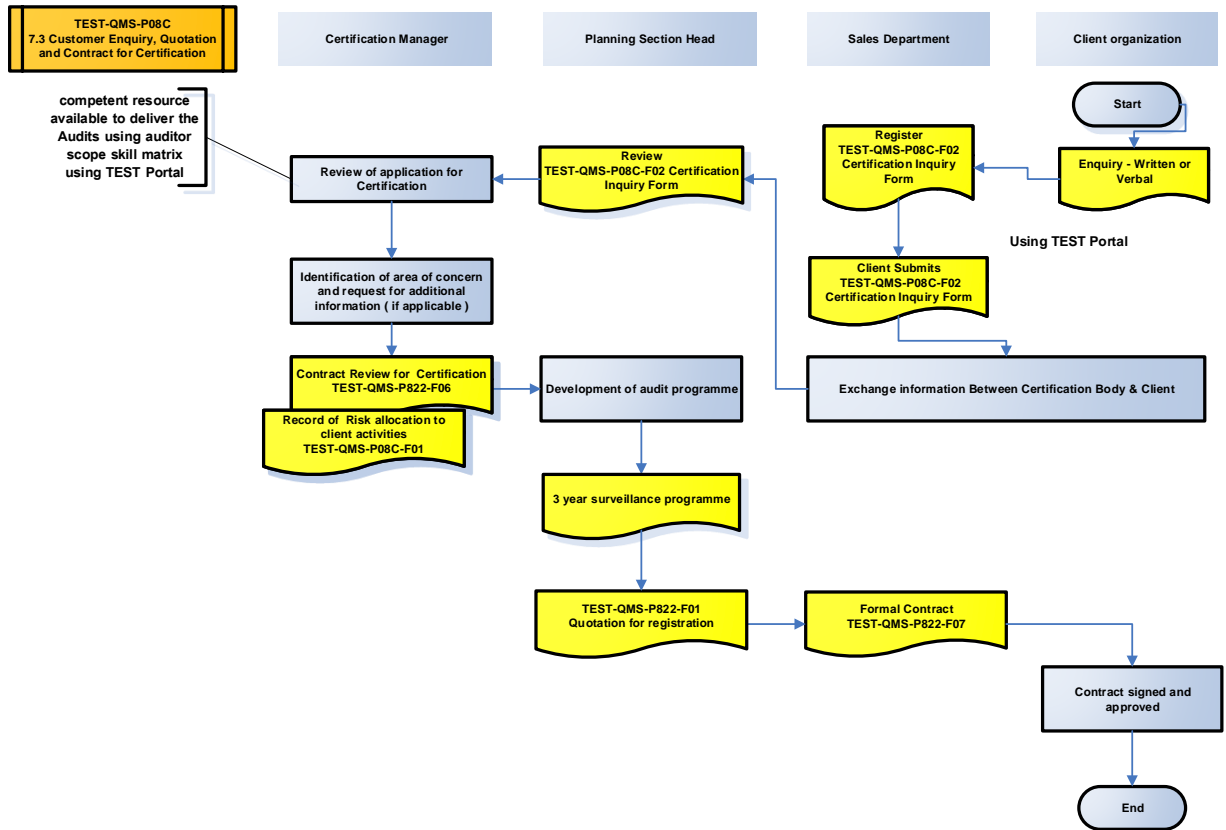 TEST-QMS-P08C
7.3 Customer Enquiry, Quotation
and Contract for Certification
Certification Manager
Planning Section Head
Sales Department
Client organization
competent resource
available to deliver the
Audits using auditor
scope skill matrix
using TEST Portal
Start
Enquiry - Written or
Verbal
Register
TEST-QMS-P08C-F02
Certification Inquiry
Form
Review
TEST-QMS-P08C-F02 Certification
Inquiry Form
Review of application for
Certification
Using TEST Portal
Client Submits
TEST-QMS-P08C-F02
Certification Inquiry Form
Identification of area of concern
and request for additional
information ( if applicable )
Contract Review for Certification
TEST-QMS-P822-F06
Development of audit programme
Exchange information Between Certification Body & Client
Record of Risk allocation to
client activities
TEST-QMS-P08C-F01
3 year surveillance programme
TEST-QMS-P822-F01
Quotation for registration
Formal Contract
TEST-QMS-P822-F07
Contract signed and
approved
End